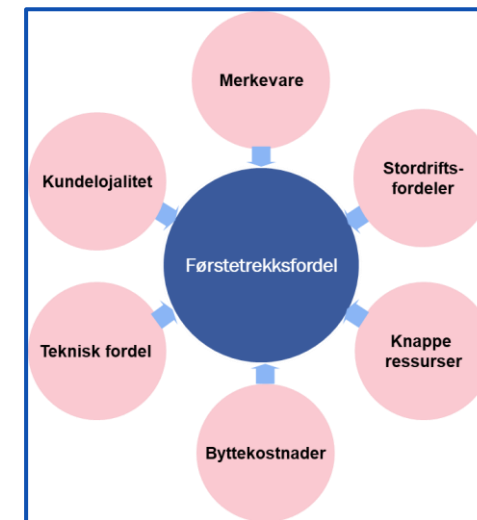 Merkevare
Kundelojalitet
Stordrifts-
fordeler
Førstetrekksfordel
Teknisk fordel
Knappe
ressurser
Byttekostnader